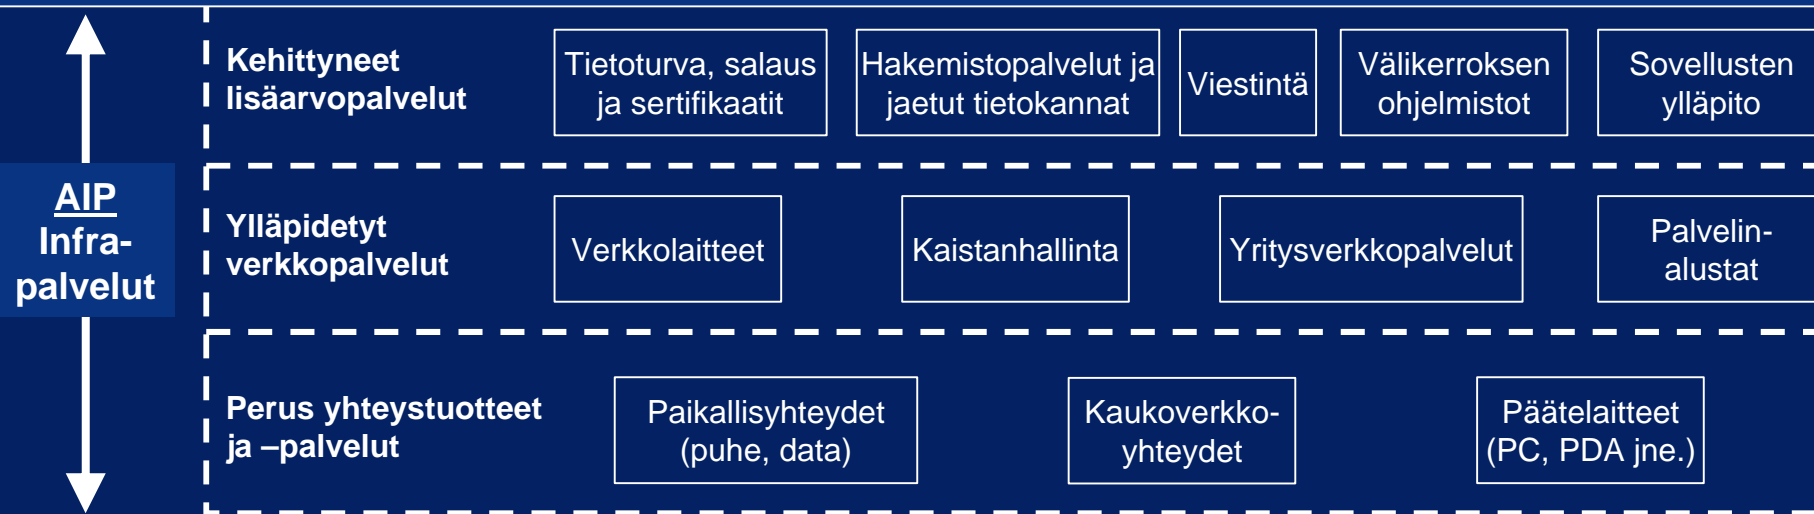 AIP
Infra-
palvelut
Kehittyneet
lisäarvopalvelut
Tietoturva, salaus
ja sertifikaatit
Hakemistopalvelut ja
jaetut tietokannat
Viestintä
Välikerroksen
ohjelmistot
Sovellusten
ylläpito
Ylläpidetyt
verkkopalvelut
Verkkolaitteet
Kaistanhallinta
Yritysverkkopalvelut
Palvelin-
alustat
Perus yhteystuotteet
ja –palvelut
Paikallisyhteydet
(puhe, data)
Kaukoverkko-
yhteydet
Päätelaitteet
(PC, PDA jne.)